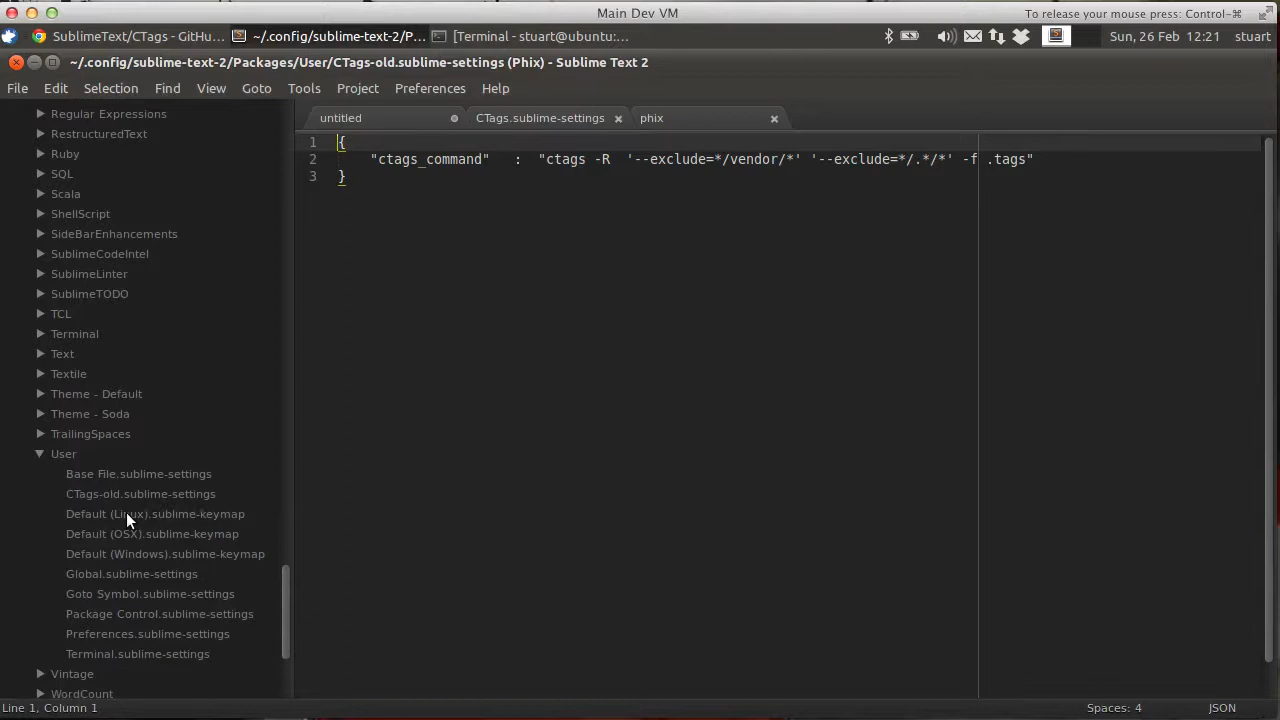 Main Dev VM
To release your mouse press: Control-⌘
SublimeText/CTags - GitHub...
~/.config/sublime-text-2/P...
[Terminal - stuart@ubuntu:...
Sun, 26 Feb 12:21
stuart
~/.config/sublime-text-2/Packages/User/CTags-old.sublime-settings (Phix) - Sublime Text 2
File Edit Selection Find View Goto Tools Project Preferences Help
Regular Expressions
RestructuredText
Ruby
SQL
Scala
ShellScript
SideBarEnhancements
SublimeCodeIntel
SublimeLinter
SublimeTODO
TCL
Terminal
Text
Textile
Theme - Default
Theme - Soda
TrailingSpaces
User
Base File.sublime-settings
CTags-old.sublime-settings
Default (Linux).sublime-keymap
Default (OSX).sublime-keymap
Default (Windows).sublime-keymap
Global.sublime-settings
Goto Symbol.sublime-settings
Package Control.sublime-settings
Preferences.sublime-settings
Terminal.sublime-settings
Vintage
WordCount
untitled
CTags.sublime-settings
phix
1 {
2 "ctags_command" : "ctags -R '--exclude=*/vendor/*' '--exclude=*/.*/*' -f .tags"
3 }
Line 1, Column 1
Spaces: 4
JSON